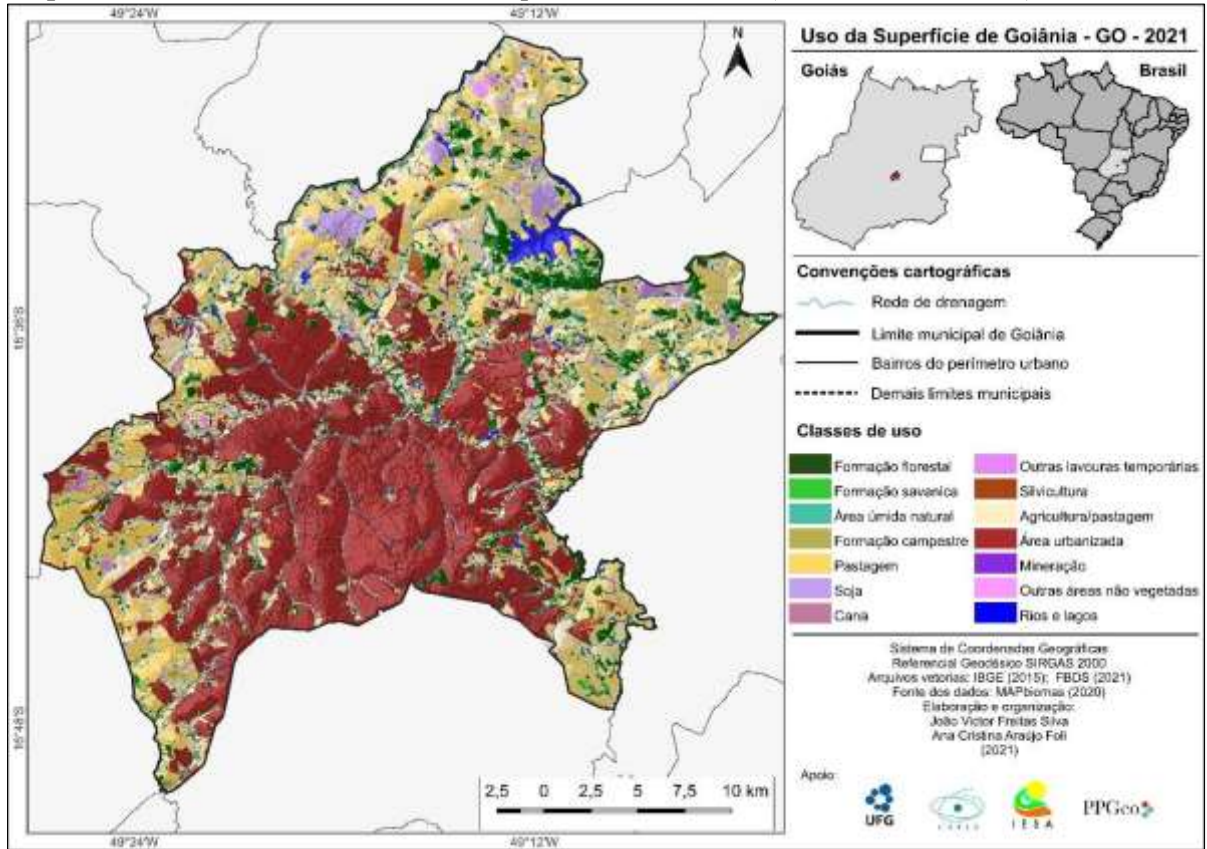 49°24'W
49°12'W
N
16°36'S
16°48'S
2,5 0 2,5 5 7,5 10 km
49°24'W
49°12'W
Uso da Superfície de Goiânia - GO - 2021
Goiás
Brasil
Convenções cartográficas
Rede de drenagem
Limite municipal de Goiânia
Bairros do perímetro urbano
Demais limites municipais
Classes de uso
Formação florestal
Formação savanica
Área úmida natural
Formação campestre
Pastagem
Soja
Cana
Outras lavouras temporárias
Silvicultura
Agricultura/pastagem
Área urbanizada
Mineração
Outras áreas não vegetadas
Rios e lagos
Sistema de Coordenadas Geográficas
Referencial Geodésico SIRGAS 2000
Arquivos vetorias: IBGE (2015); FBDS (2021)
Fonte dos dados: MAPbiomas (2020)
Elaboração e organização:
João Victor Freitas Silva
Ana Cristina Araújo Foli
(2021)
Apoio:
UFG
IESA
PPGeo